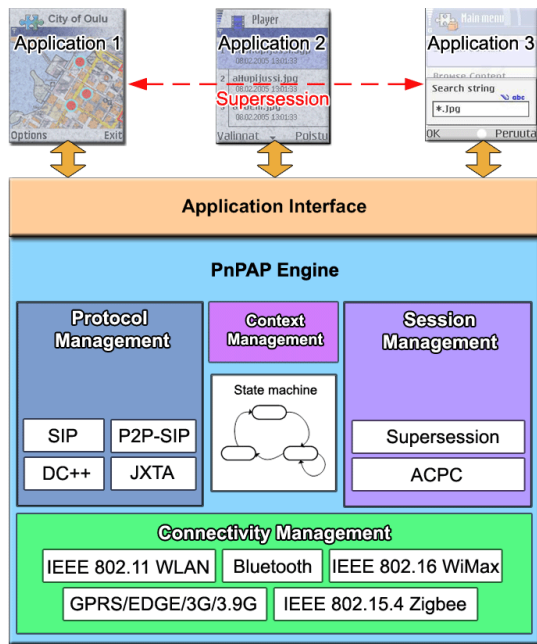 City of Oulu
Application 1
Options Exit
Player
Application 2
08.02.2005 13:01:33
2 aHupijussi.jpg
08.02.2005 13:01:33
Supersession
08.02.2005 13:01:33
Valinnat Poistu
Main menu
Application 3
Browse Content
Search string
abc
*.Jpg
OK Peruuta
Application Interface
PnPAP Engine
Protocol
Management
SIP P2P-SIP
DC++ JXTA
Context
Management
State machine
Session
Management
Supersession
ACPC
Connectivity Management
IEEE 802.11 WLAN Bluetooth IEEE 802.16 WiMax
GPRS/EDGE/3G/3.9G IEEE 802.15.4 Zigbee